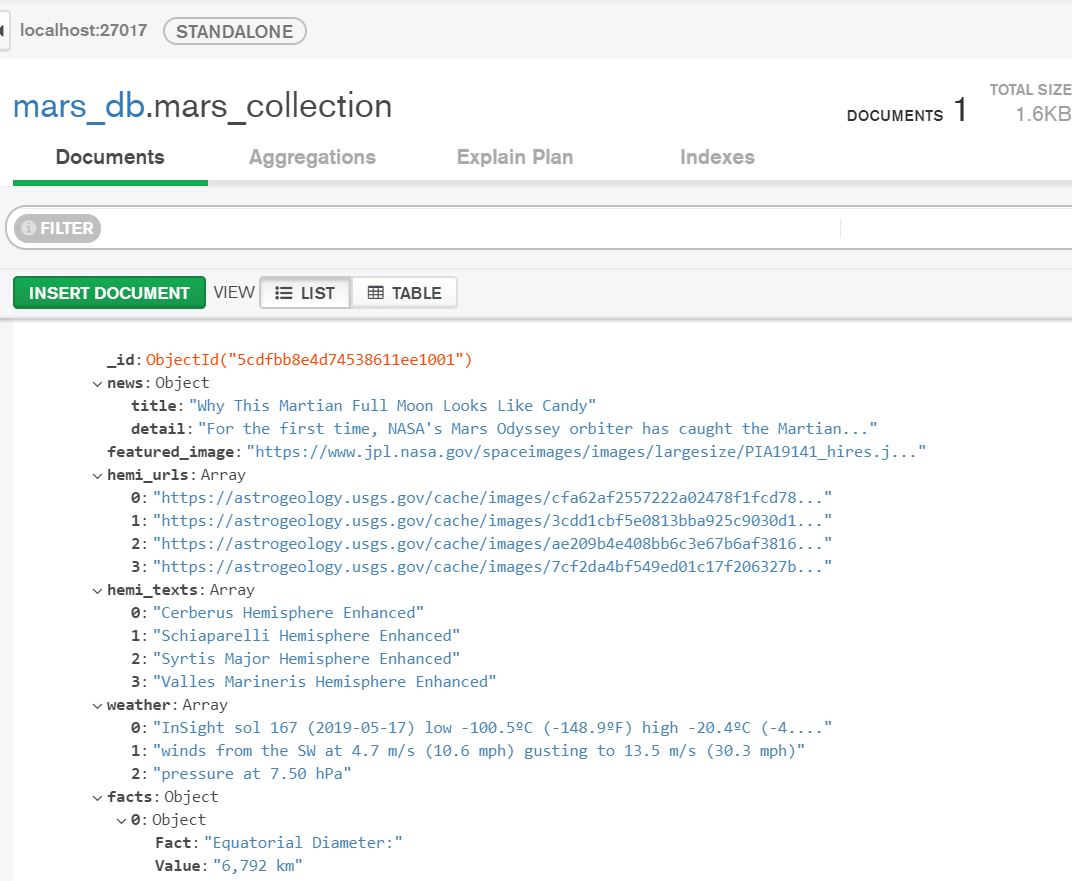 localhost:27017 STANDALONE
mars_db.mars_collection
DOCUMENTS 1
TOTAL SIZE
1.6KB
Documents Aggregations Explain Plan Indexes
FILTER
INSERT DOCUMENT VIEW LIST TABLE
_id: ObjectId("5cdfbb8e4d74538611ee1001")
news: Object
title: "Why This Martian Full Moon Looks Like Candy"
detail: "For the first time, NASA's Mars Odyssey orbiter has caught the Martian..."
featured_image: "https://www.jpl.nasa.gov/spaceimages/images/largesize/PIA19141_hires.j..."
hemi_urls: Array
0: "https://astrogeology.usgs.gov/cache/images/cfa62af2557222a02478f1fcd78..."
1: "https://astrogeology.usgs.gov/cache/images/3cdd1cbf5e0813bba925c9030d1..."
2: "https://astrogeology.usgs.gov/cache/images/ae209b4e408bb6c3e67b6af3816..."
3: "https://astrogeology.usgs.gov/cache/images/7cf2da4bf549ed01c17f206327b..."
hemi_texts: Array
0: "Cerberus Hemisphere Enhanced"
1: "Schiaparelli Hemisphere Enhanced"
2: "Syrtis Major Hemisphere Enhanced"
3: "Valles Marineris Hemisphere Enhanced"
weather: Array
0: "InSight sol 167 (2019-05-17) low -100.5ºC (-148.9ºF) high -20.4ºC (-4...."
1: "winds from the SW at 4.7 m/s (10.6 mph) gusting to 13.5 m/s (30.3 mph)"
2: "pressure at 7.50 hPa"
facts: Object
0: Object
Fact: "Equatorial Diameter:"
Value: "6,792 km"